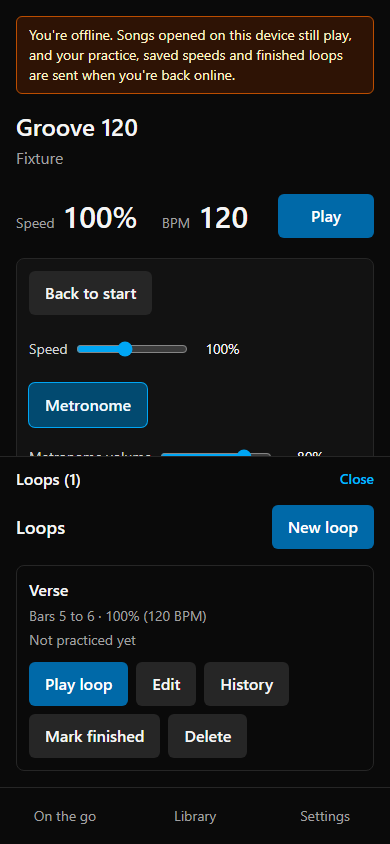 You're offline. Songs opened on this device still play,
and your practice, saved speeds and finished loops
are sent when you're back online.
Groove 120
Fixture
Speed 100% BPM 120 Play
Back to start
Speed 100%
Metronome
Metronome volume 80%
Loops (1) Close
Loops New loop
Verse
Bars 5 to 6 · 100% (120 BPM)
Not practiced yet
Play loop Edit History
Mark finished Delete
On the go Library Settings